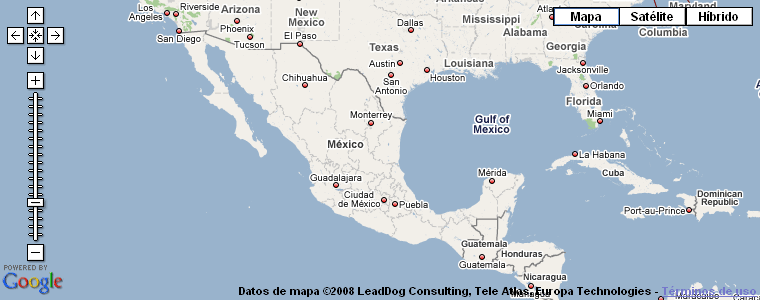 Los
Angeles
Riverside
San Diego
ARIZONA
Phoenix
Tucson
New
Mexico
El Paso
Dallas
Texas
Austin
San
Antonio
Houston
Mississippi
Louisiana
Alabama
Atla
Georgia
Columbia
Mapa
Satélite
Híbrido
Jacksonville
Orlando
Florida
Miami
Chihuahua
Monterrey
México
Gulf of
Mexico
Guadalajara
Ciudad
de México
Puebla
Mérida
La Habana
Cuba
Port-au-Prince
Dominican
Republic
Guatemala
Guatemala
Honduras
Nicaragua
Managua
Maracaibo
POWERED BY
Google
Datos de mapa ©2008 LeadDog Consulting, Tele Atlas, Europa Technologies - Términos de uso